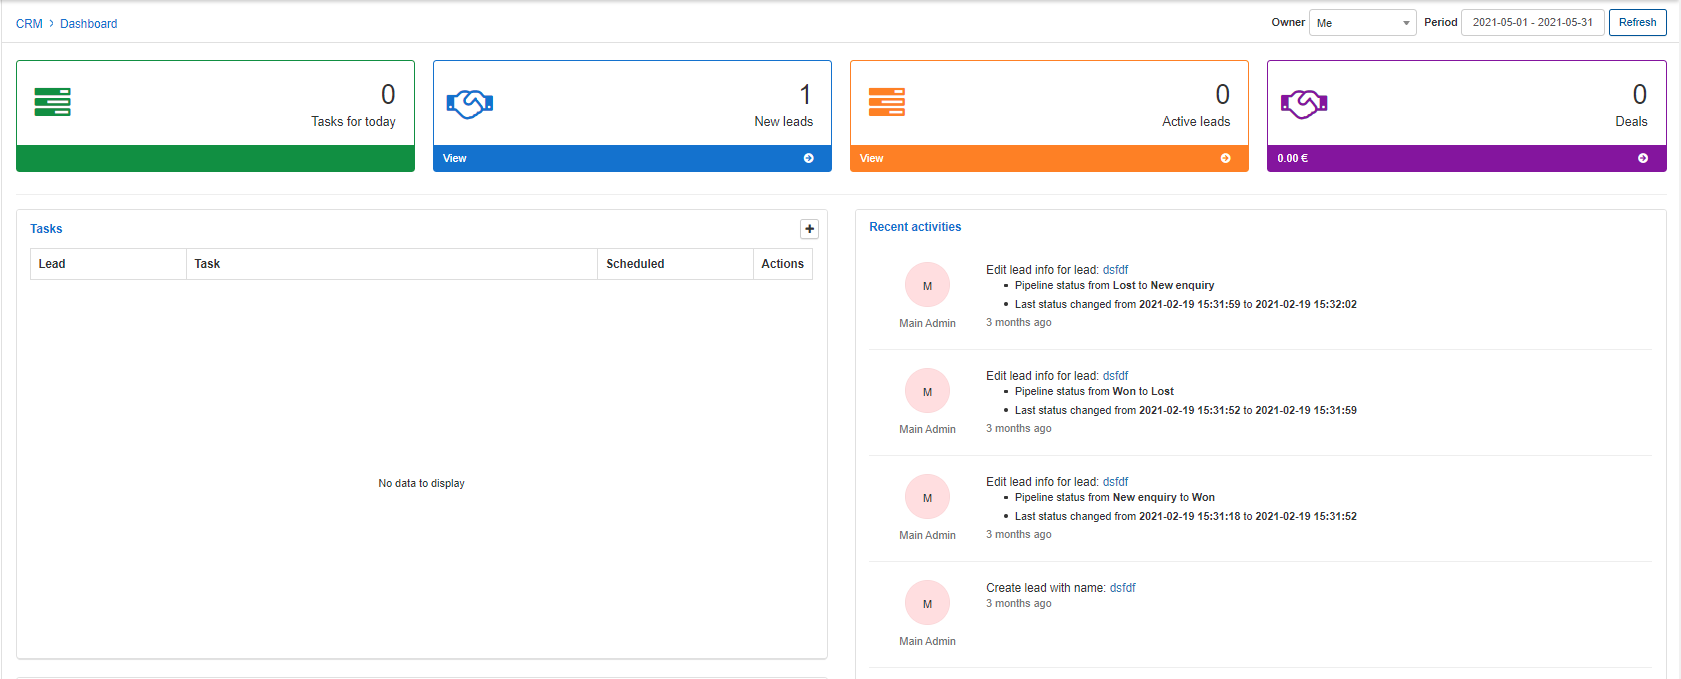 CRM > Dashboard
Owner Me Period 2021-05-01 - 2021-05-31 Refresh
0
Tasks for today
1
New leads
View
0
Active leads
View
0
Deals
0.00 €
Tasks
+
Lead Task Scheduled Actions
No data to display
Recent activities
M
Main Admin
Edit lead info for lead: dsfdf
Pipeline status from Lost to New enquiry
Last status changed from 2021-02-19 15:31:59 to 2021-02-19 15:32:02
3 months ago
M
Main Admin
Edit lead info for lead: dsfdf
Pipeline status from Won to Lost
Last status changed from 2021-02-19 15:31:52 to 2021-02-19 15:31:59
3 months ago
M
Main Admin
Edit lead info for lead: dsfdf
Pipeline status from New enquiry to Won
Last status changed from 2021-02-19 15:31:18 to 2021-02-19 15:31:52
3 months ago
M
Main Admin
Create lead with name: dsfdf
3 months ago